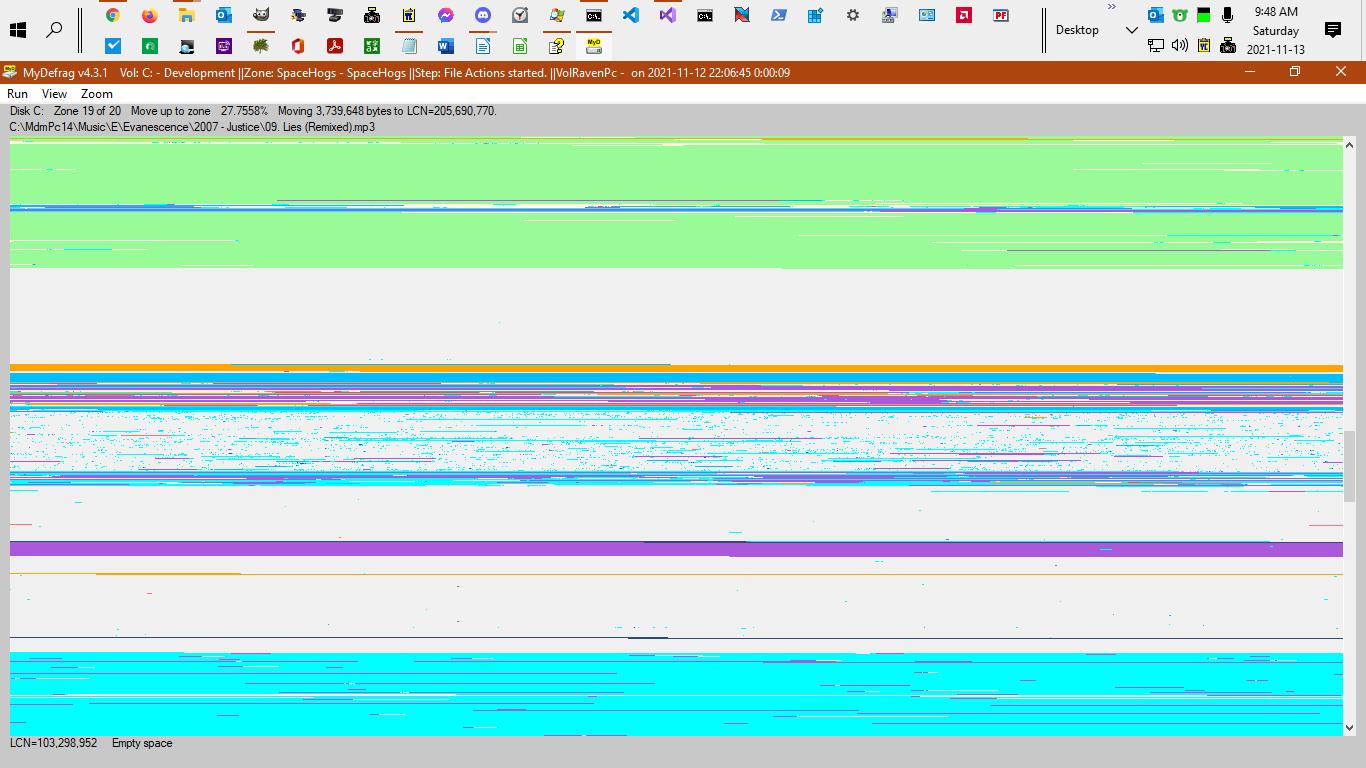 9:48 AM
Desktop
Saturday
2021-11-13
MyDefrag v4.3.1 Vol: C: - Development ||Zone: SpaceHogs - SpaceHogs ||Step: File Actions started. ||VolRavenPc - on 2021-11-12 22:06:45 0:00:09
Run View Zoom
Disk C: Zone 19 of 20 Move up to zone 27.7558% Moving 3,739,648 bytes to LCN=205,690,770.
C:\MdmPc14\Music\E\Evanescence\2007 - Justice\09. Lies (Remixed).mp3
LCN=103,298,952 Empty space